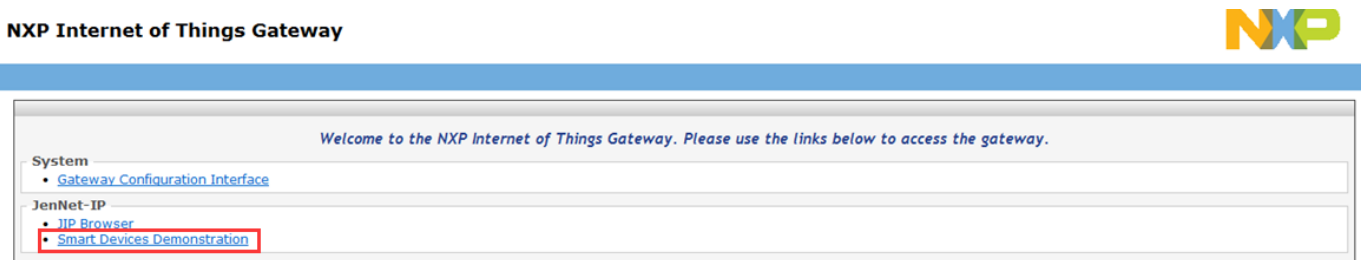 NXP Internet of Things Gateway
NXP
Welcome to the NXP Internet of Things Gateway. Please use the links below to access the gateway.
System
• Gateway Configuration Interface
JenNet-IP
• JIP Browser
• Smart Devices Demonstration